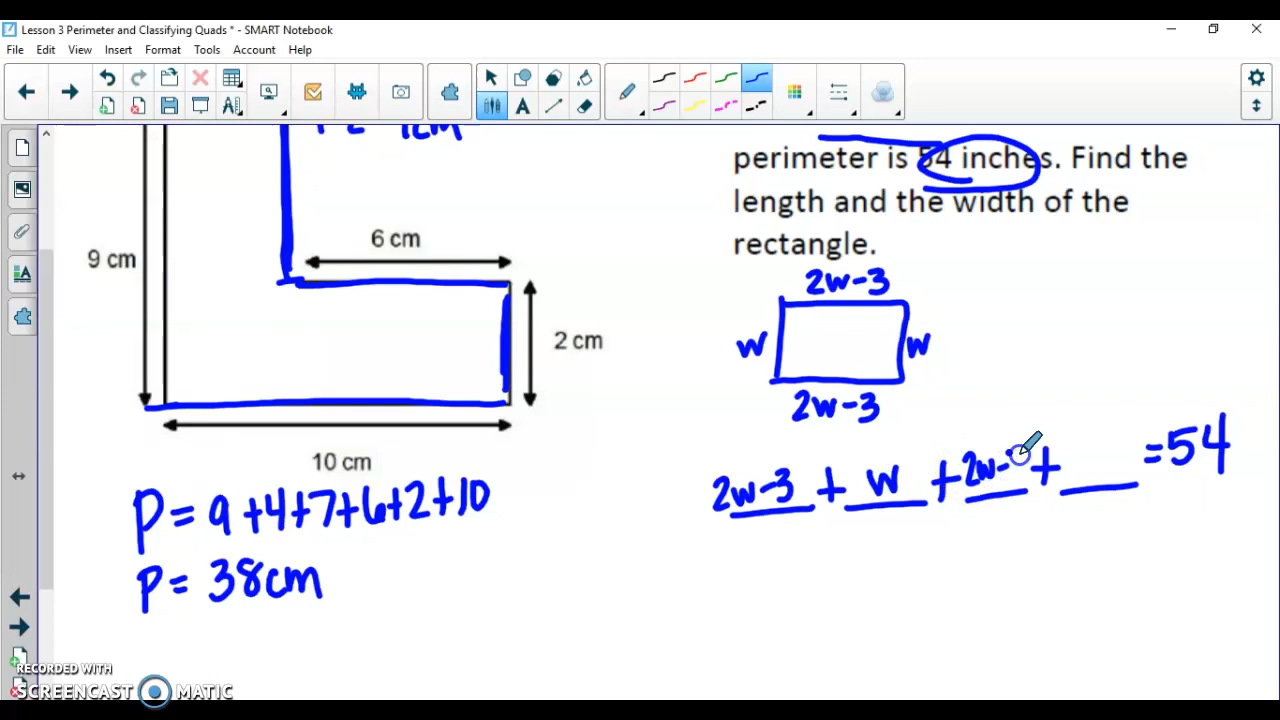 Lesson 3 Perimeter and Classifying Quads * - SMART Notebook
File Edit View Insert Format Tools Account Help
perimeter is 54 inches. Find the
length and the width of the
rectangle.
9 cm
6 cm
2 cm
10 cm
P = 9+4+7+6+2+10
P = 38cm
2w-3
w
w
2w-3
2w-3 + w + 2w- + = 54
RECORDED WITH
SCREENCAST MATIC